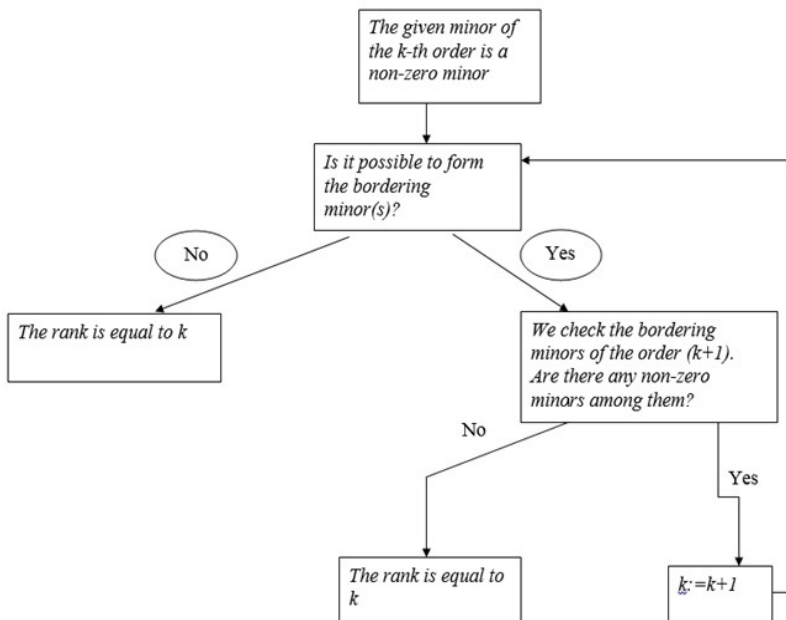 The given minor of
the k-th order is a
non-zero minor
Is it possible to form
the bordering
minor(s)?
No
Yes
The rank is equal to k
We check the bordering
minors of the order (k+1).
Are there any non-zero
minors among them?
No
Yes
The rank is equal to
k
k:=k+1